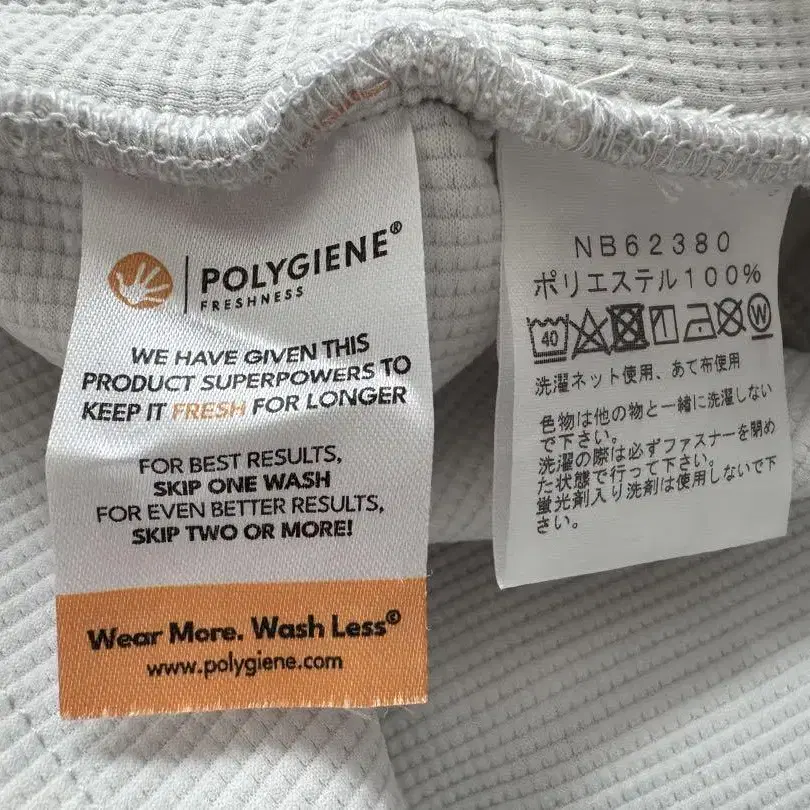 POLYGIENE®
FRESHNESS
WE HAVE GIVEN THIS
PRODUCT SUPERPOWERS TO
KEEP IT FRESH FOR LONGER
FOR BEST RESULTS,
SKIP ONE WASH
FOR EVEN BETTER RESULTS,
SKIP TWO OR MORE!
Wear More. Wash Less©
www.polygiene.com
NB62380
ポリエステル100%
40 W
洗濯ネット使用、あて布使用
色物は他の物と一緒に洗濯しない
で下さい。
洗濯の際は必ずファスナーを閉め
た状態で行って下さい。
蛍光剤入り洗剤は使用しないで下
さい。